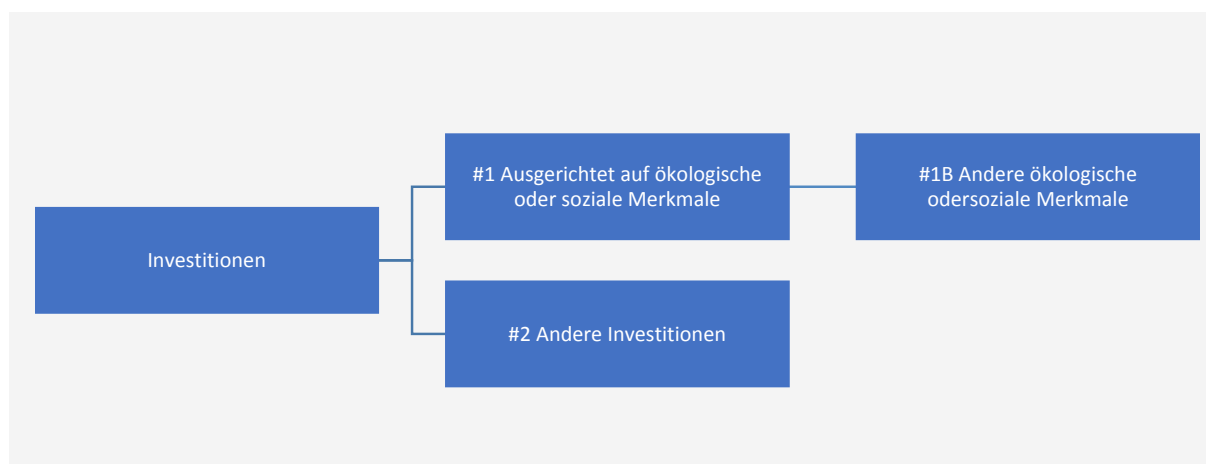 #1 Ausgerichtet auf ökologische
oder soziale Merkmale
#1B Andere ökologische
odersoziale Merkmale
Investitionen
#2 Andere Investitionen